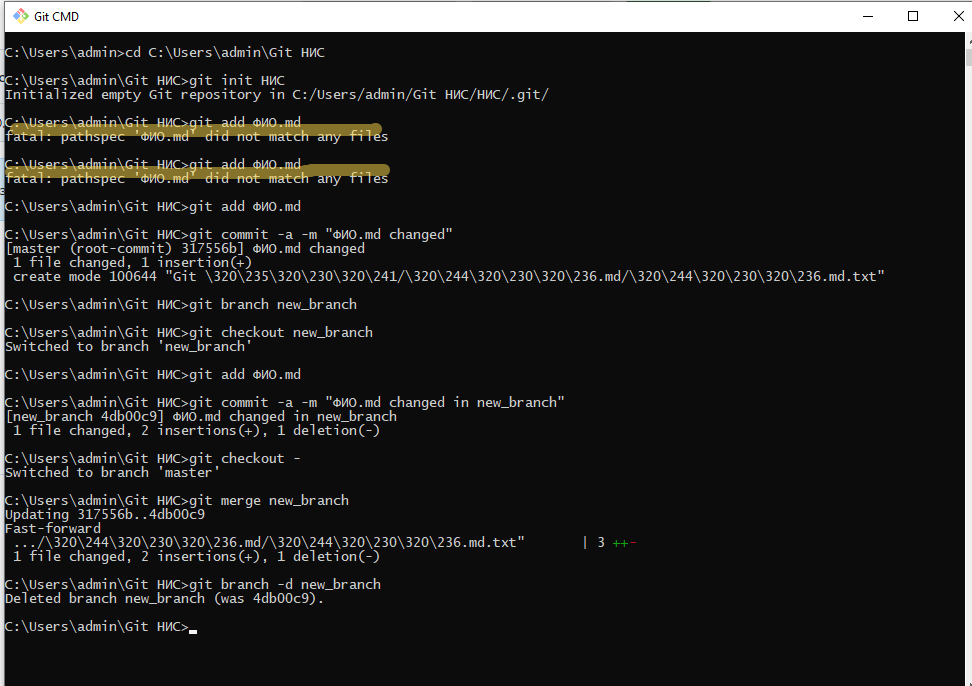 Git CMD
C:\Users\admin>cd C:\Users\admin\Git НИС
C:\Users\admin\Git НИС>git init НИС
Initialized empty Git repository in C:/Users/admin/Git НИС/НИС/.git/
C:\Users\admin\Git НИС>git add ФИО.md
fatal: pathspec 'ФИО.md' did not match any files
C:\Users\admin\Git НИС>git add ФИО.md
fatal: pathspec 'ФИО.md' did not match any files
C:\Users\admin\Git НИС>git add ФИО.md
C:\Users\admin\Git НИС>git commit -a -m "ФИО.md changed"
[master (root-commit) 317556b] ФИО.md changed
1 file changed, 1 insertion(+)
create mode 100644 "Git \320\235\320\230\320\241/\320\244\320\230\320\236.md/\320\244\320\230\320\236.md.txt"
C:\Users\admin\Git НИС>git branch new_branch
C:\Users\admin\Git НИС>git checkout new_branch
Switched to branch 'new_branch'
C:\Users\admin\Git НИС>git add ФИО.md
C:\Users\admin\Git НИС>git commit -a -m "ФИО.md changed in new_branch"
[new_branch 4db00c9] ФИО.md changed in new_branch
1 file changed, 2 insertions(+), 1 deletion(-)
C:\Users\admin\Git НИС>git checkout -
Switched to branch 'master'
C:\Users\admin\Git НИС>git merge new_branch
Updating 317556b..4db00c9
Fast-forward
.../\320\244\320\230\320\236.md/\320\244\320\230\320\236.md.txt" | 3 ++-
1 file changed, 2 insertions(+), 1 deletion(-)
C:\Users\admin\Git НИС>git branch -d new_branch
Deleted branch new_branch (was 4db00c9).
C:\Users\admin\Git НИС>